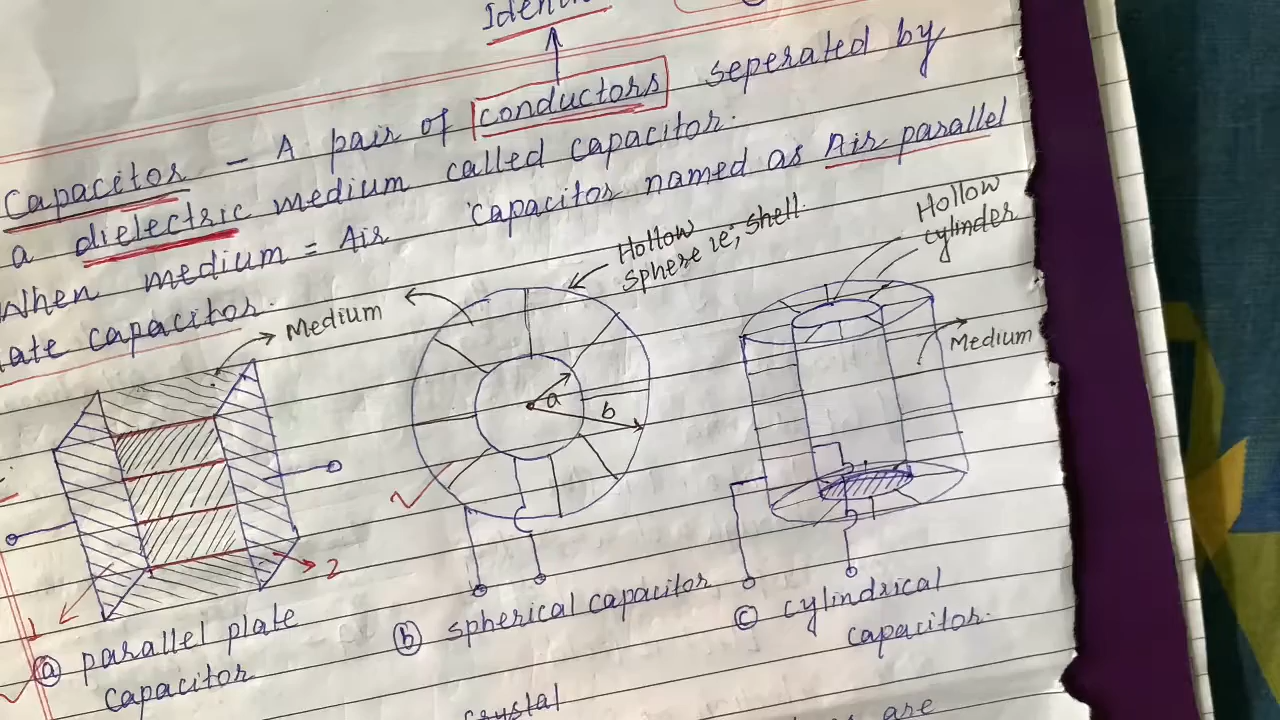 conductors seperated by
Capacitor - A pair of
a dielectric medium called capacitor.
When medium = Air capacitor named as Air parallel
ate capacitor.
Medium
Hollow
sphere ie; shell.
Hollow
cylinder
Medium
a
b
1
2
ⓐ parallel plate
capacitor
ⓑ spherical capacitor
ⓒ cylindrical
capacitor.
crystal
are